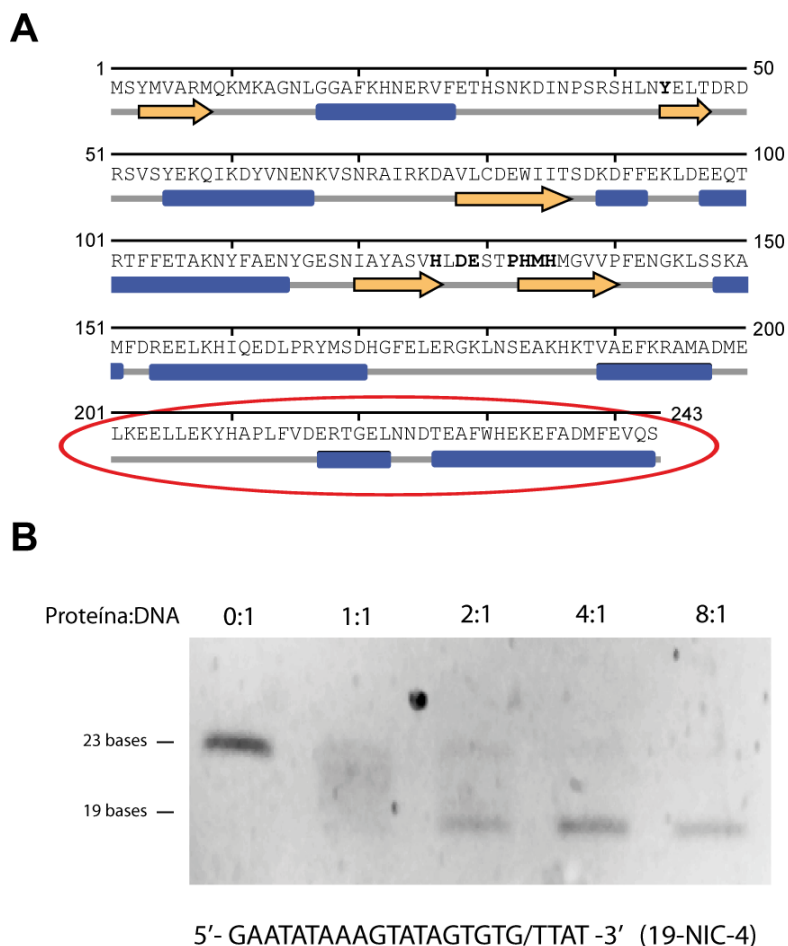 A
1 50
MSYMVARMQKMKAGNLGGAFKHNERVFETHSNKDINPSRSHLNYELTDRD
51 100
RSVSYEKQIKDYVNENKVSNRAIRKDAVLCDEWIITSDKDFFEKLDEEQT
101 150
RTFFETAKNYFAENYGESNIAYASVHLDESTPHMHMGVVPFENGKLSSKA
151 200
MFDREELKHIQEDLPRYMSDHGFELERGKLNSEAKHKTVAEFKRAMADME
201 243
LKEELLEKYHAPLFVDERTGELNNDTEAFWHEKEFADMFEVQS
B
Proteína:DNA 0:1 1:1 2:1 4:1 8:1
23 bases
19 bases
5'- GAATATAAAGTATAGTGTG/TTAT -3' (19-NIC-4)